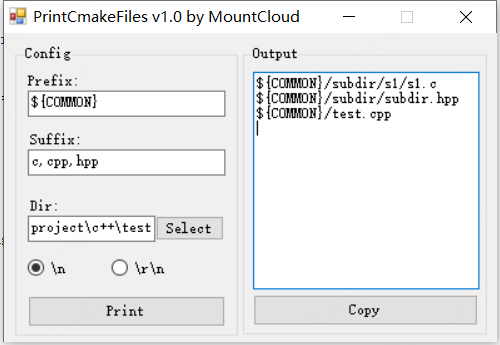 PrintCmakeFiles v1.0 by MountCloud
Config
Prefix:
${COMMON}
Suffix:
c,cpp,hpp
Dir:
project\c++\test
Select
\n
\r\n
Print
Output
${COMMON}/subdir/s1/s1.c
${COMMON}/subdir/subdir.hpp
${COMMON}/test.cpp
Copy